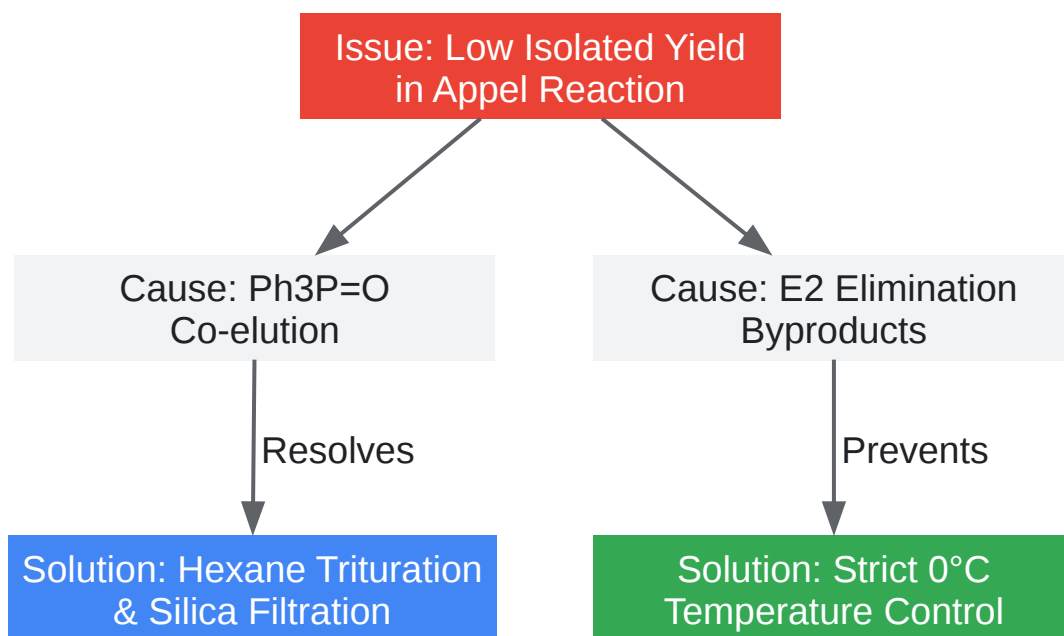 Issue: Low Isolated Yield
in Appel Reaction
Cause: Ph3P=O
Co-elution
Cause: E2 Elimination
Byproducts
Resolves
Prevents
Solution: Hexane Trituration
& Silica Filtration
Solution: Strict 0°C
Temperature Control